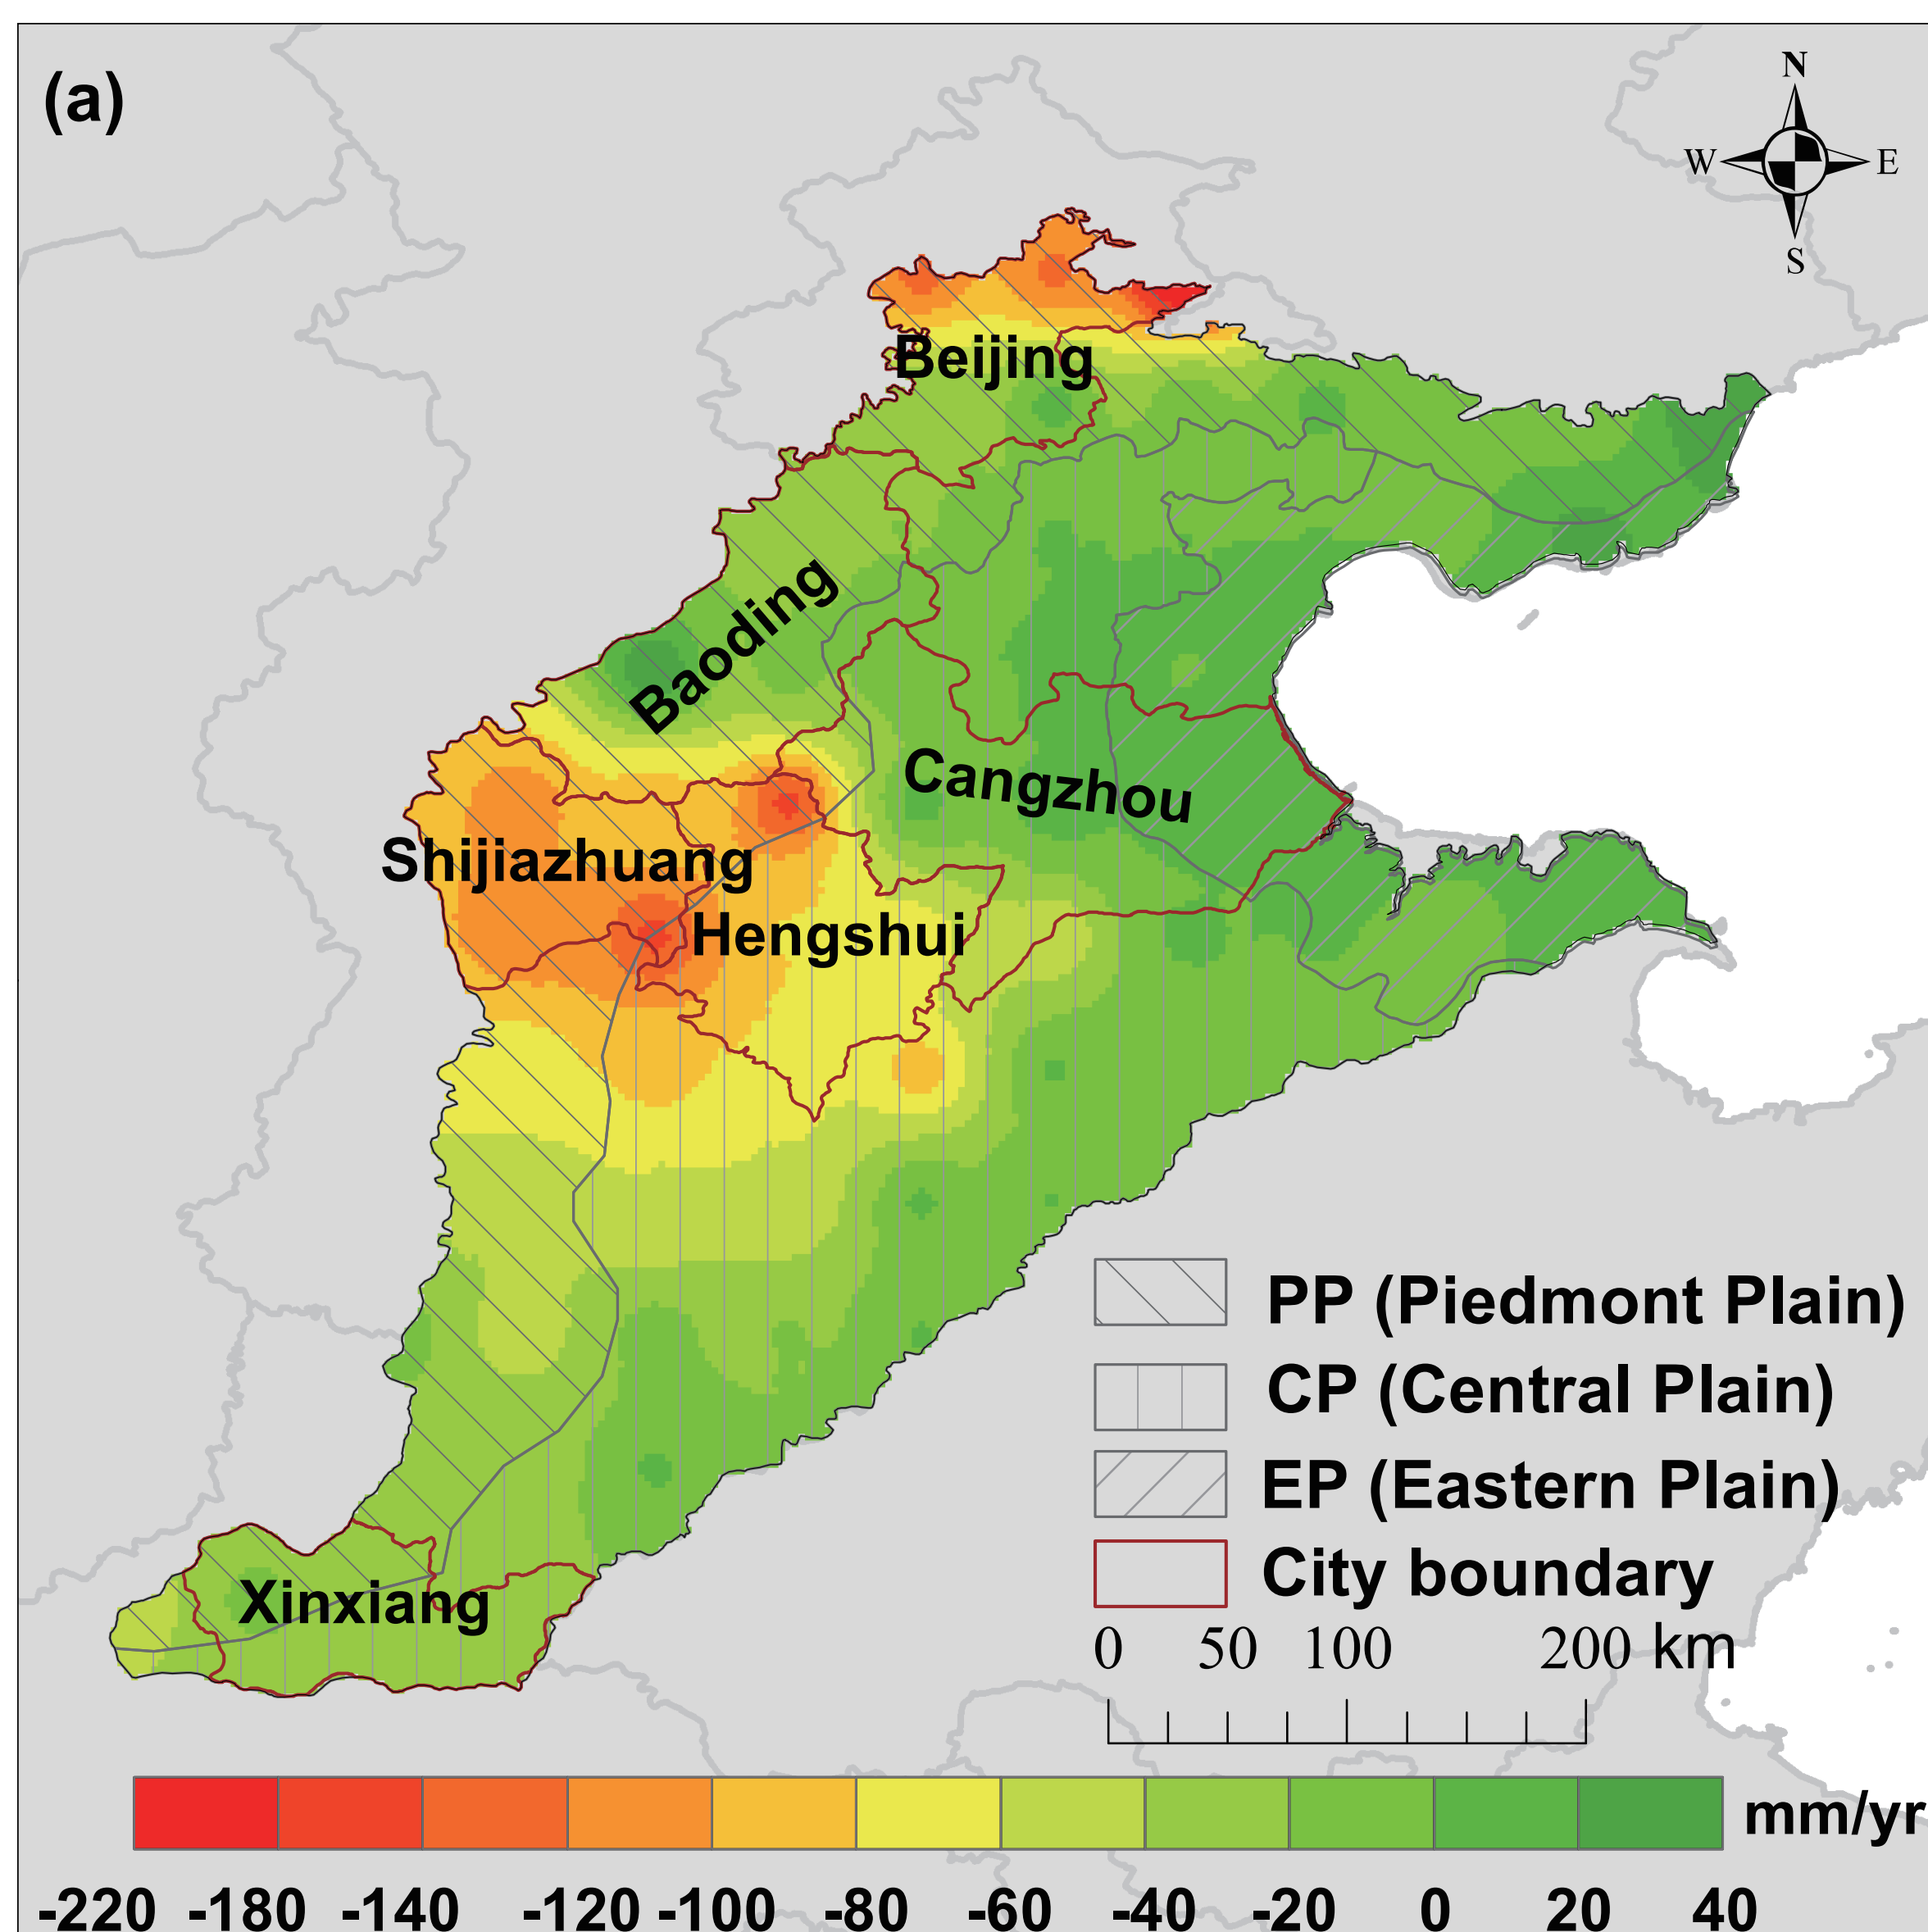 (a)
N
W E
S
Beijing
Baoding
Cangzhou
Shijiazhuang
Hengshui
Xinxiang
PP (Piedmont Plain)
CP (Central Plain)
EP (Eastern Plain)
City boundary
0 50 100 200 km
mm/yr
-220 -180 -140 -120 -100 -80 -60 -40 -20 0 20 40